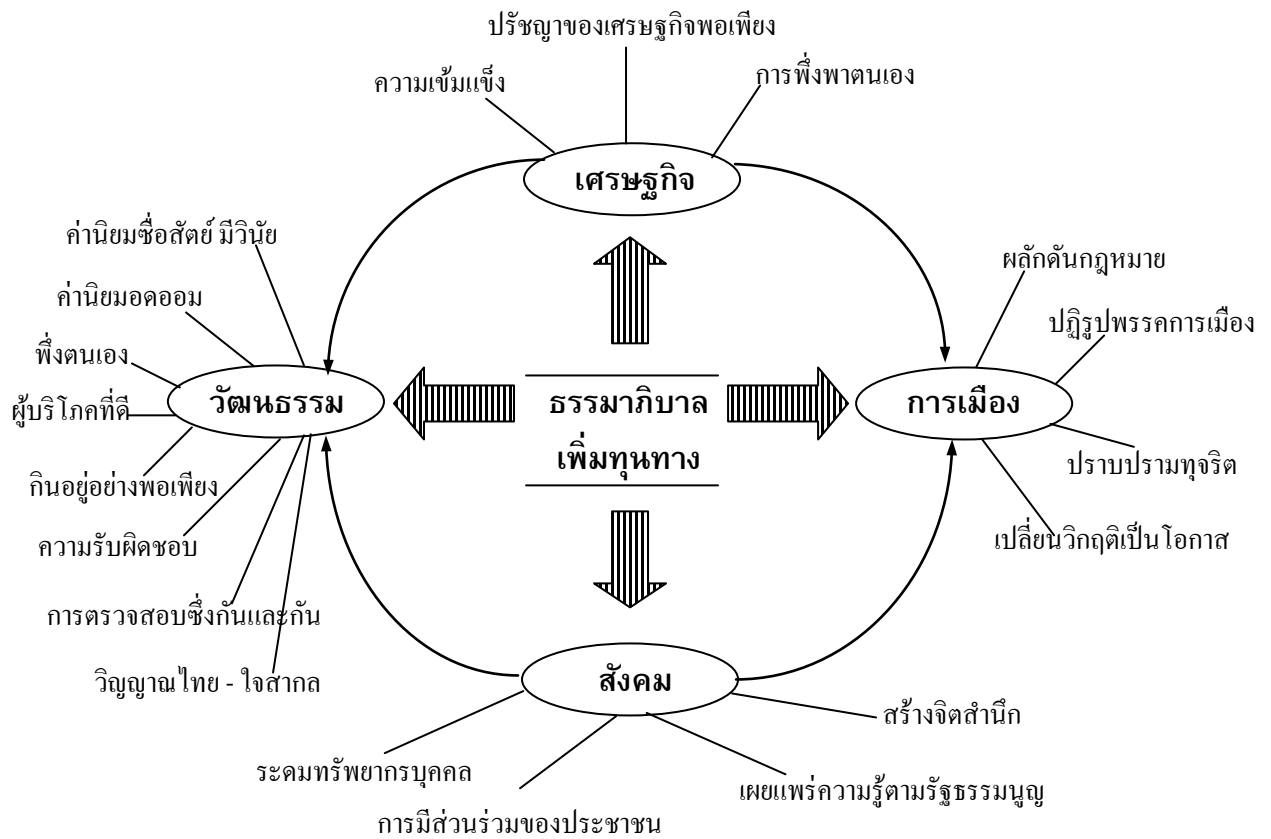 ปรัชญาของเศรษฐกิจพอเพียง
ความเข้มแข็ง
การพึ่งพาตนเอง
เศรษฐกิจ
ค่านิยมซื่อสัตย์ มีวินัย
ค่านิยมอดออม
พึ่งตนเอง
ผู้บริโภคที่ดี
วัฒนธรรม
กินอยู่อย่างพอเพียง
ความรับผิดชอบ
การตรวจสอบซึ่งกันและกัน
วิญญาณไทย - ใจสากล
ธรรมาภิบาล
เพิ่มทุนทาง
ผลักดันกฎหมาย
ปฏิรูปพรรคการเมือง
การเมือง
ปราบปรามทุจริต
เปลี่ยนวิกฤติเป็นโอกาส
สังคม
สร้างจิตสำนึก
ระดมทรัพยากรบุคคล
เผยแพร่ความรู้ตามรัฐธรรมนูญ
การมีส่วนร่วมของประชาชน